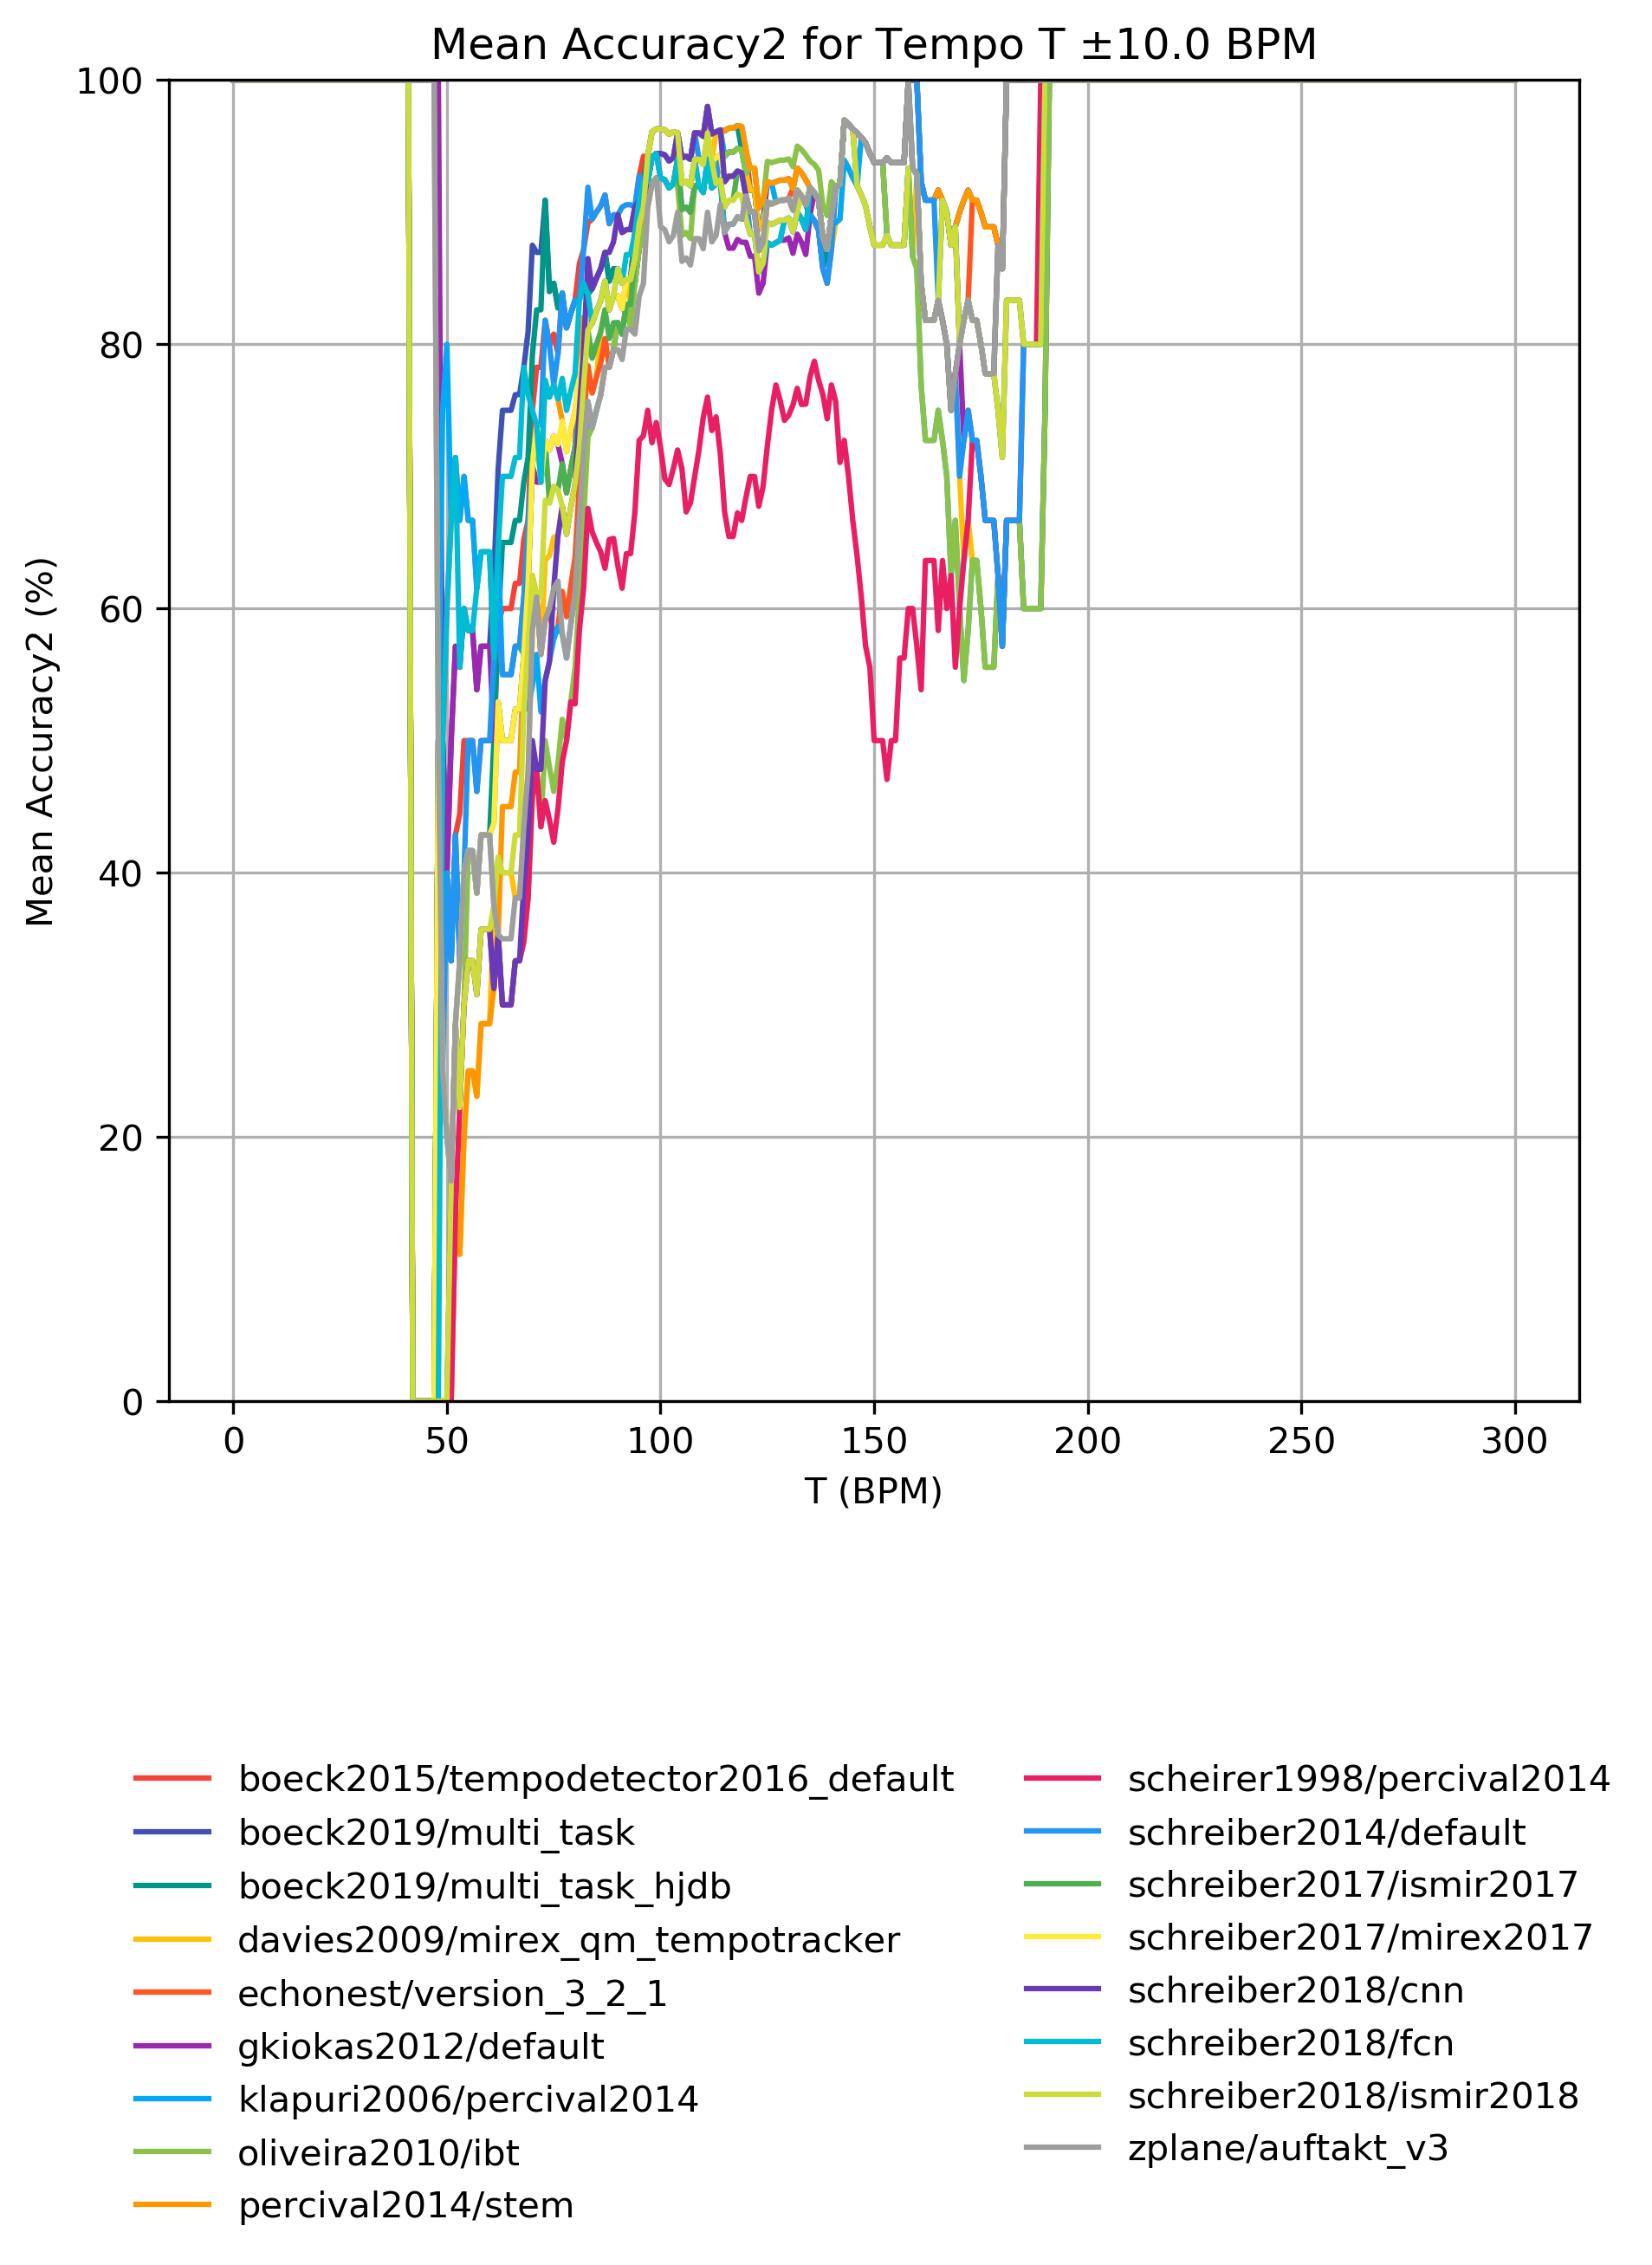 Mean Accuracy2 for Tempo T ±10.0 BPM
100
80
60
40
20
0
Mean Accuracy2 (%)
0 50 100 150 200 250 300
T (BPM)
boeck2015/tempodetector2016_default
boeck2019/multi_task
boeck2019/multi_task_hjdb
davies2009/mirex_qm_tempotracker
echonest/version_3_2_1
gkiokas2012/default
klapuri2006/percival2014
oliveira2010/ibt
percival2014/stem
scheirer1998/percival2014
schreiber2014/default
schreiber2017/ismir2017
schreiber2017/mirex2017
schreiber2018/cnn
schreiber2018/fcn
schreiber2018/ismir2018
zplane/auftakt_v3